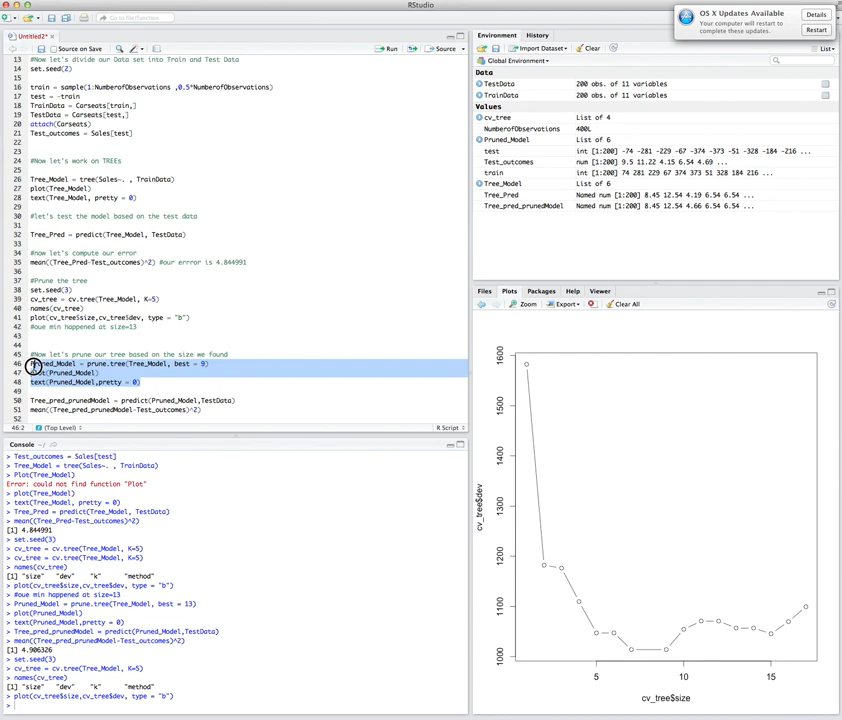 RStudio
Go to file/function
OS X Updates Available
Your computer will restart to complete these updates.
Details
Restart
Untitled2*
Source on Save
Run
Source
13 #Now let's divide our Data set into Train and Test Data
14 set.seed(2)
15
16 train = sample(1:NumberofObservations ,0.5*NumberofObservations)
17 test = -train
18 TrainData = Carseats[train,]
19 TestData = Carseats[test,]
20 attach(Carseats)
21 Test_outcomes = Sales[test]
22
23
24 #Now let's work on TREEs
25
26 Tree_Model = tree(Sales~. , TrainData)
27 plot(Tree_Model)
28 text(Tree_Model, pretty = 0)
29
30 #let's test the model based on the test data
31
32 Tree_Pred = predict(Tree_Model, TestData)
33
34 #now let's compute our error
35 mean((Tree_Pred-Test_outcomes)^2) #our errror is 4.844991
36
37 #Prune the tree
38 set.seed(3)
39 cv_tree = cv.tree(Tree_Model, K=5)
40 names(cv_tree)
41 plot(cv_tree$size,cv_tree$dev, type = "b")
42 #oue min happened at size=13
43
44
45 #Now let's prune our tree based on the size we found
46 Pruned_Model = prune.tree(Tree_Model, best = 9)
47 (Pruned_Model)
48 text(Pruned_Model,pretty = 0)
49
50 Tree_pred_prunedModel = predict(Pruned_Model,TestData)
51 mean((Tree_pred_prunedModel-Test_outcomes)^2)
52
46:2 (Top Level)
R Script
Console ~/
> Test_outcomes = Sales[test]
> Tree_Model = tree(Sales~. , TrainData)
> Plot(Tree_Model)
Error: could not find function "Plot"
> plot(Tree_Model)
> text(Tree_Model, pretty = 0)
> Tree_Pred = predict(Tree_Model, TestData)
> mean((Tree_Pred-Test_outcomes)^2)
[1] 4.844991
> set.seed(3)
> cv_tree = cv.tree(Tree_Model, K=5)
> cv_tree = cv.tree(Tree_Model, K=5)
> names(cv_tree)
[1] "size" "dev" "k" "method"
> plot(cv_tree$size,cv_tree$dev, type = "b")
> #oue min happened at size=13
> Pruned_Model = prune.tree(Tree_Model, best = 13)
> plot(Pruned_Model)
> text(Pruned_Model,pretty = 0)
> Tree_pred_prunedModel = predict(Pruned_Model,TestData)
> mean((Tree_pred_prunedModel-Test_outcomes)^2)
[1] 4.906326
> set.seed(3)
> cv_tree = cv.tree(Tree_Model, K=5)
> names(cv_tree)
[1] "size" "dev" "k" "method"
> plot(cv_tree$size,cv_tree$dev, type = "b")
>
Environment History
Import Dataset Clear List
Global Environment
Data
TestData 200 obs. of 11 variables
TrainData 200 obs. of 11 variables
Values
cv_tree List of 4
NumberofObservations 400L
Pruned_Model List of 6
test int [1:200] -74 -281 -229 -67 -374 -373 -51 -328 -184 -216 ...
Test_outcomes num [1:200] 9.5 11.22 4.15 6.54 4.69 ...
train int [1:200] 74 281 229 67 374 373 51 328 184 216 ...
Tree_Model List of 6
Tree_Pred Named num [1:200] 8.45 12.54 4.19 6.54 6.54 ...
Tree_pred_prunedModel Named num [1:200] 8.45 12.54 4.66 6.54 6.54 ...
Files Plots Packages Help Viewer
Zoom Export Clear All
1600
1500
1400
1300
1200
1100
1000
cv_tree$dev
5 10 15
cv_tree$size